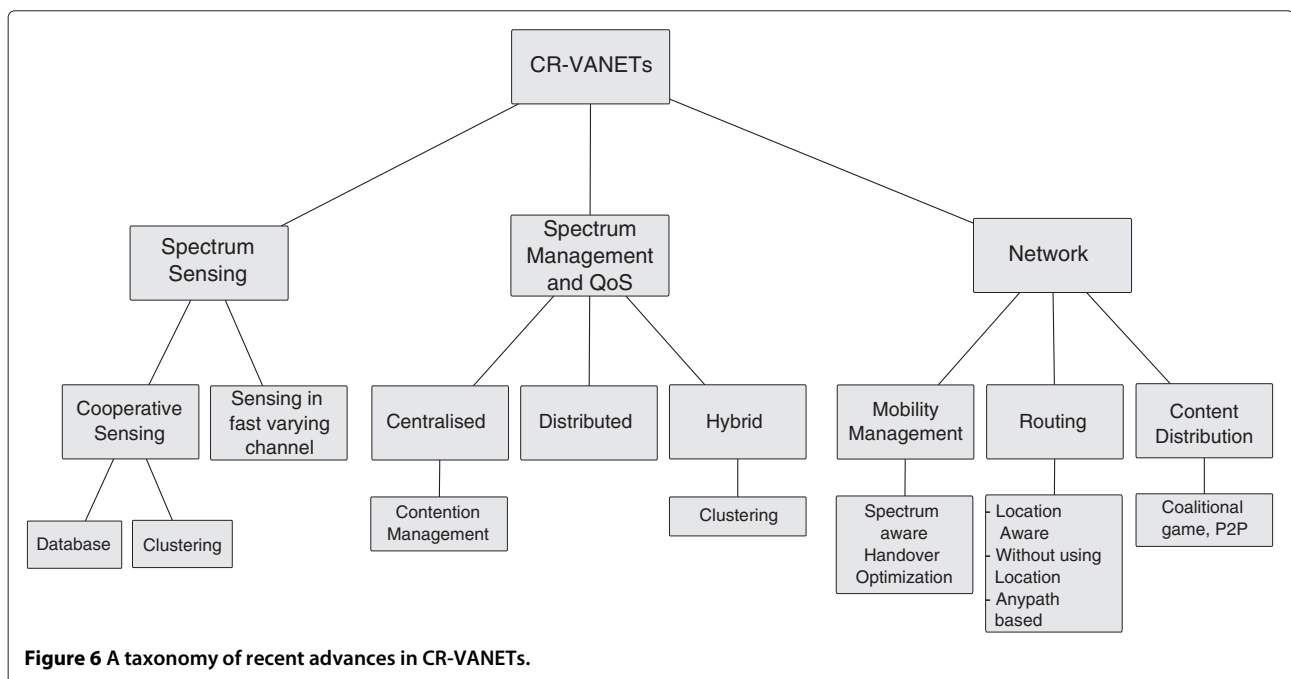 CR-VANETs
Spectrum
Sensing
Spectrum
Management
and QoS
Network
Cooperative
Sensing
Sensing in
fast varying
channel
Centralised
Distributed
Hybrid
Mobility
Management
Routing
Content
Distribution
Database
Clustering
Contention
Management
Clustering
Spectrum
aware
Handover
Optimization
- Location
Aware
- Without using
Location
- Anypath
based
Coalitional
game, P2P
Figure 6 A taxonomy of recent advances in CR-VANETs.